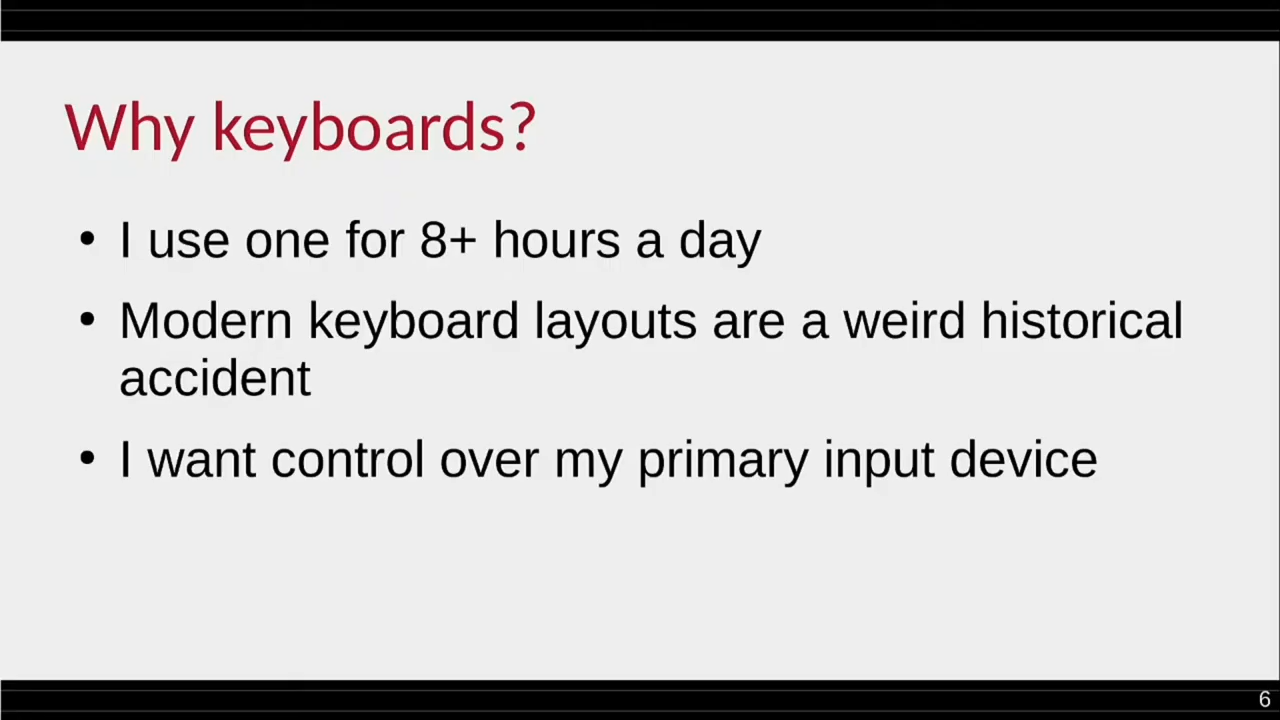 Why keyboards?
• I use one for 8+ hours a day
• Modern keyboard layouts are a weird historical
accident
• I want control over my primary input device
6